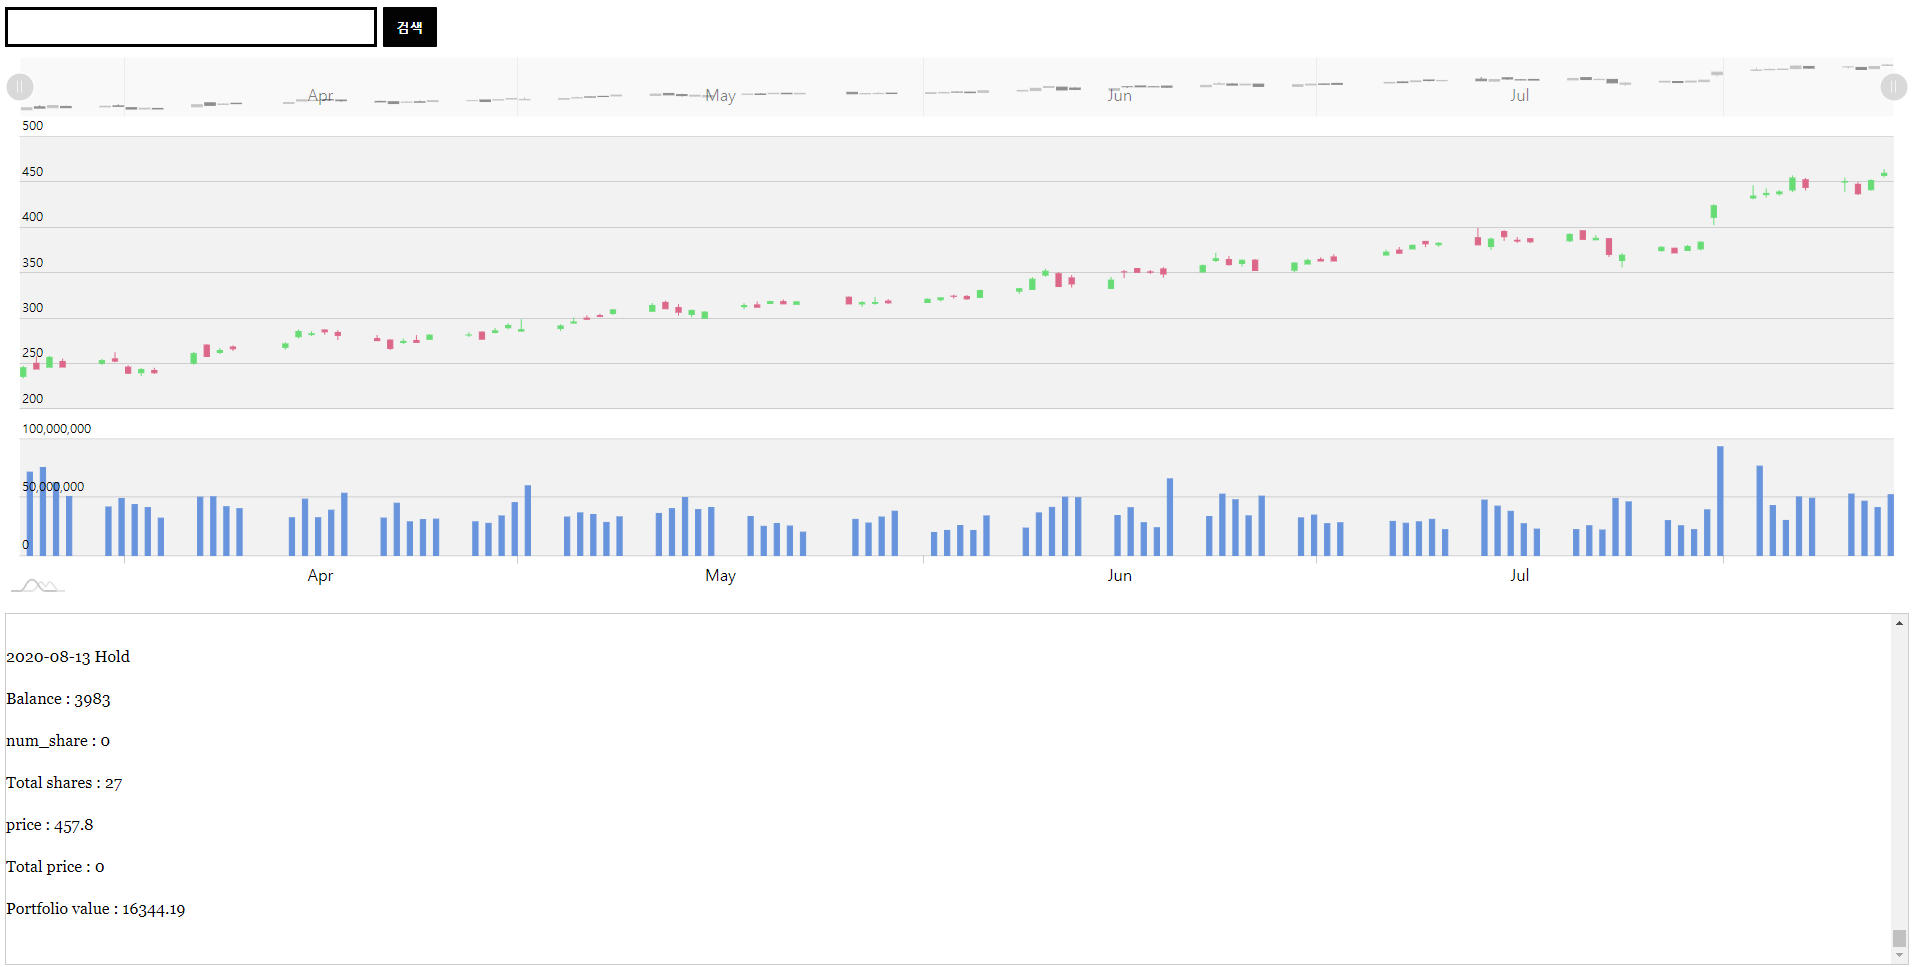 검색
Apr May Jun Jul
500
450
400
350
300
250
200
100,000,000
50,000,000
0
Apr May Jun Jul
2020-08-13 Hold
Balance : 3983
num_share : 0
Total shares : 27
price : 457.8
Total price : 0
Portfolio value : 16344.19